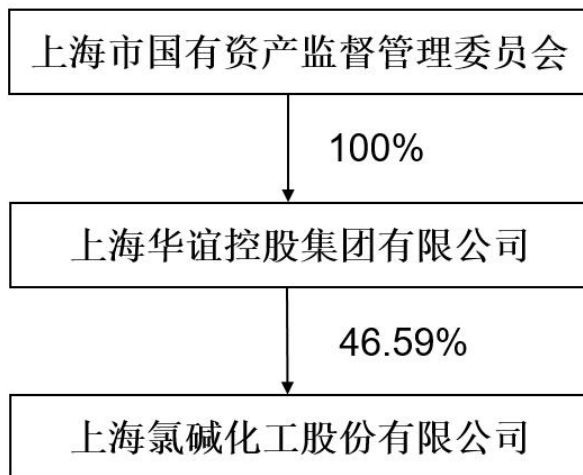 上海市国有资产监督管理委员会
100%
上海华谊控股集团有限公司
46.59%
上海氯碱化工股份有限公司